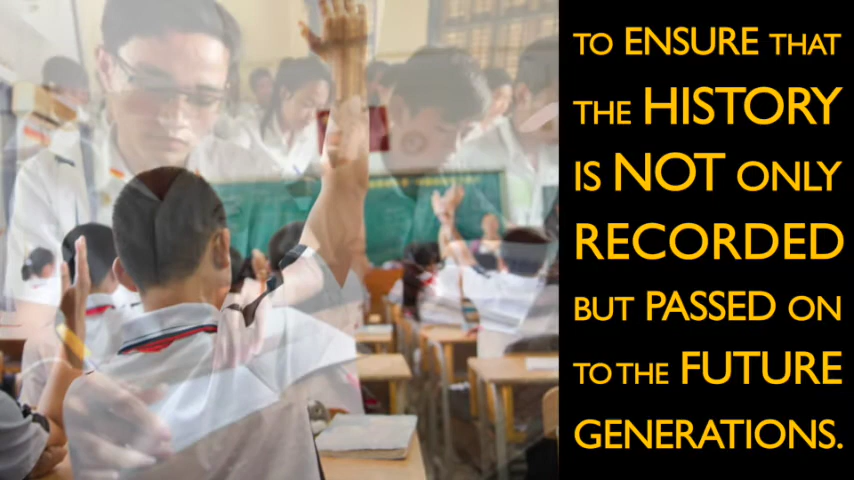 TO ENSURE THAT
THE HISTORY
IS NOT ONLY
RECORDED
BUT PASSED ON
TO THE FUTURE
GENERATIONS.